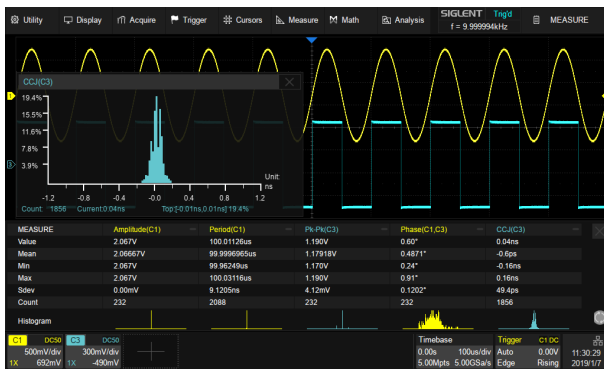 Utility Display Acquire Trigger Cursors Measure Math Analysis SIGLENT Trig'd MEASURE
f = 9.999994kHz
CCJ(C3)
19.4%
15.5%
11.6%
7.8%
3.9%
Unit:
ns
-1.2 -0.8 -0.4 -0.0 0.4 0.8 1.2
Count: 1856 Current:0.04ns Top:[-0.01ns,0.01ns] 19.4%
1
3
MEASURE Amplitude(C1) Period(C1) Pk-Pk(C3) Phase(C1,C3) CCJ(C3)
Value 2.067V 100.01126us 1.190V 0.60° 0.04ns
Mean 2.06667V 99.9996965us 1.17918V 0.4871° -0.6ps
Min 2.067V 99.96249us 1.170V 0.24° -0.16ns
Max 2.067V 100.03116us 1.190V 0.91° 0.16ns
Sdev 0.00mV 9.1205ns 4.12mV 0.1202° 49.4ps
Count 232 2088 232 232 1856
Histogram
C1 DC50 C3 DC50 Timebase Trigger C1 DC
500mV/div 300mV/div 0.00s 100us/div Auto 0.00V 11:30:29
1X 692mV 1X -490mV 5.00Mpts 5.00GSa/s Edge Rising 2019/1/7